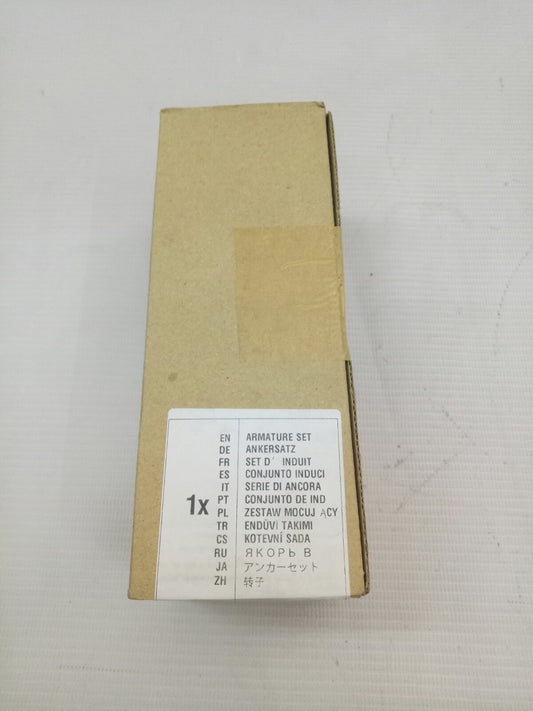 EN ARMATURE SET
DE ANKERSATZ
FR SET D´ INDUIT
ES CONJUNTO INDUCI
IT SERIE DI ANCORA
1x PT CONJUNTO DE IND
PL ZESTAW MOCUJ ĄCY
TR ENDÜVİ TAKIMI
CS KOTEVNÍ SADA
RU ЯКОРЬ В
JA アンカーセット
ZH 转子